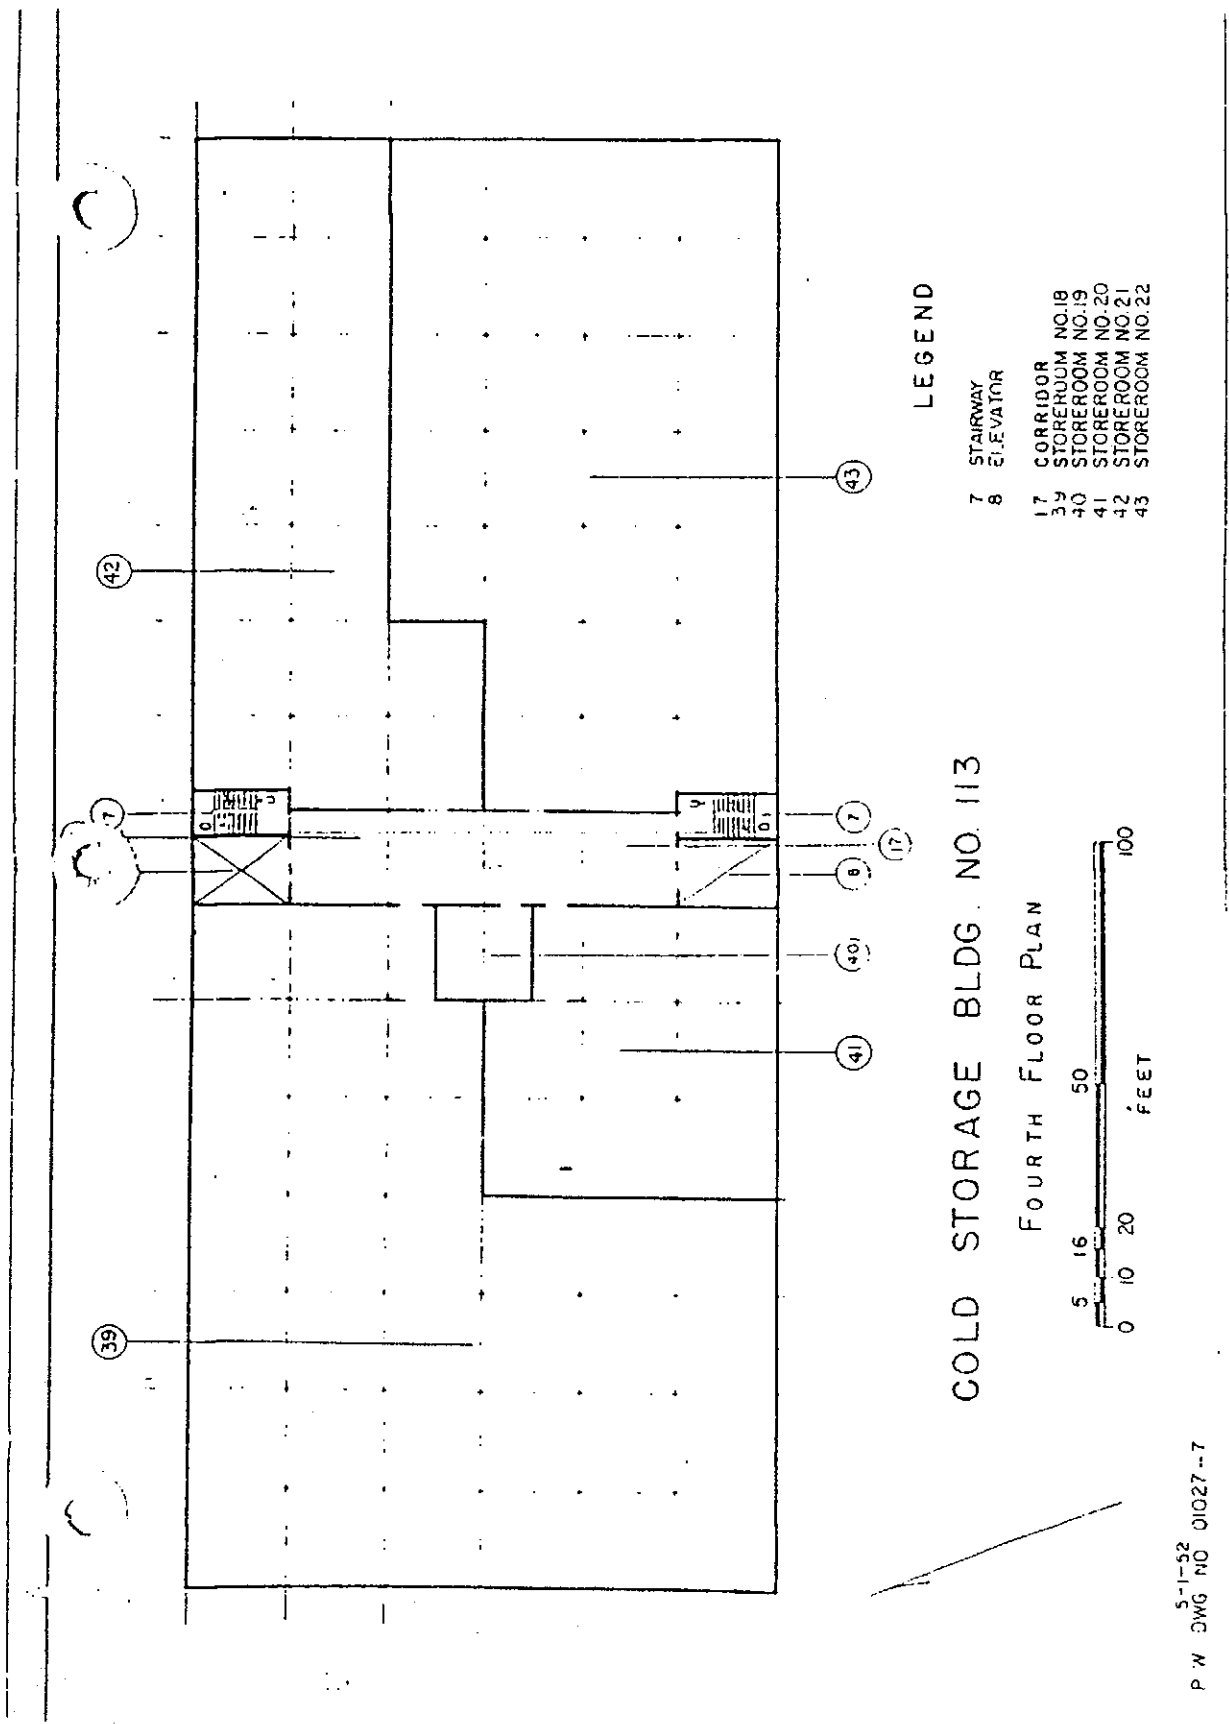 42
7
39
O
U
U
D
40
41
8
17
7
43
COLD STORAGE BLDG. NO. 113
FOURTH FLOOR PLAN
5 16 50
0 10 20 100
FEET
LEGEND
7 STAIRWAY
8 ELEVATOR
17 CORRIDOR
39 STOREROOM NO.18
40 STOREROOM NO.19
41 STOREROOM NO.20
42 STOREROOM NO.21
43 STOREROOM NO.22
5-1-52
P W DWG NO 01027--7